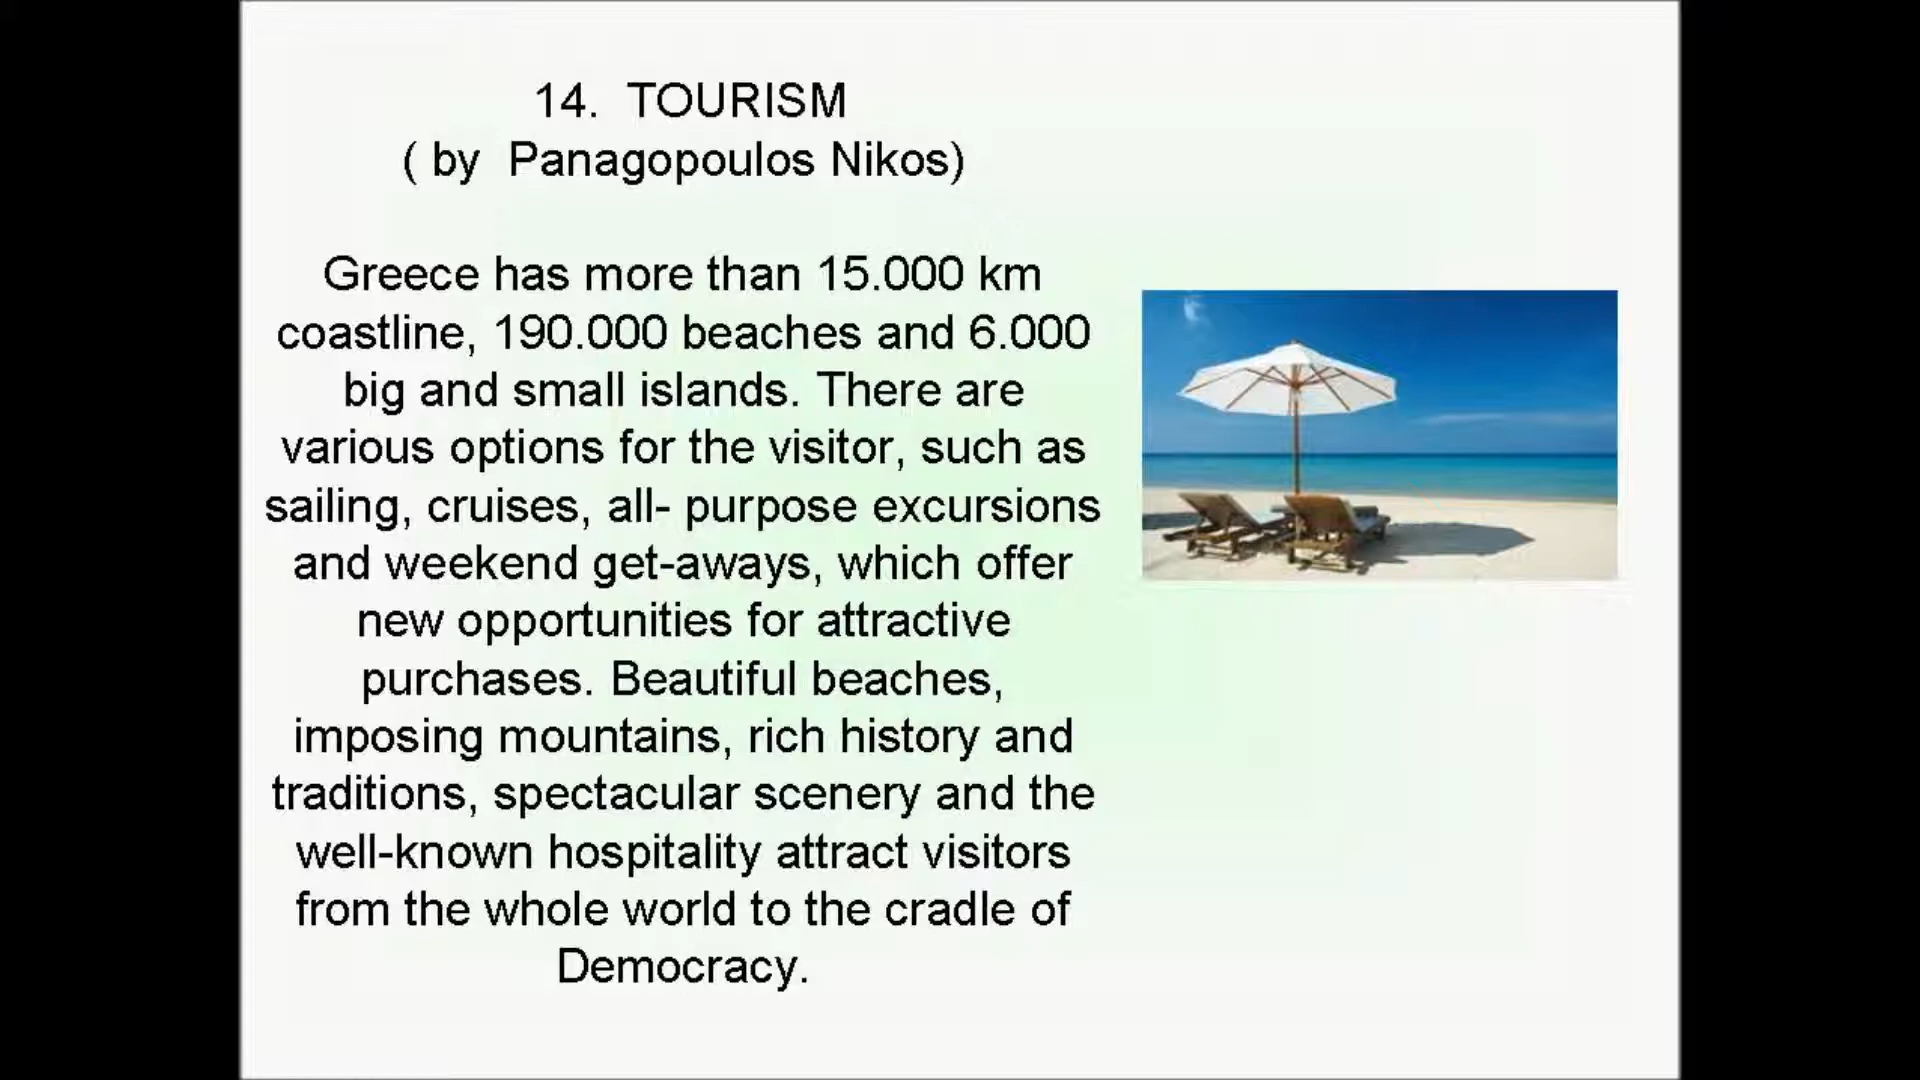 14. TOURISM
( by Panagopoulos Nikos)
Greece has more than 15.000 km
coastline, 190.000 beaches and 6.000
big and small islands. There are
various options for the visitor, such as
sailing, cruises, all- purpose excursions
and weekend get-aways, which offer
new opportunities for attractive
purchases. Beautiful beaches,
imposing mountains, rich history and
traditions, spectacular scenery and the
well-known hospitality attract visitors
from the whole world to the cradle of
Democracy.